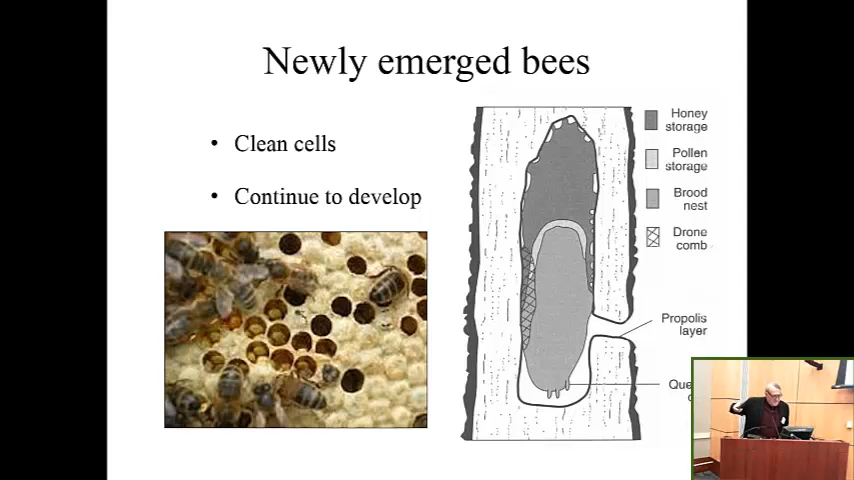 Newly emerged bees
• Clean cells
• Continue to develop
Honey
storage
Pollen
storage
Brood
nest
Drone
comb
Propolis
layer